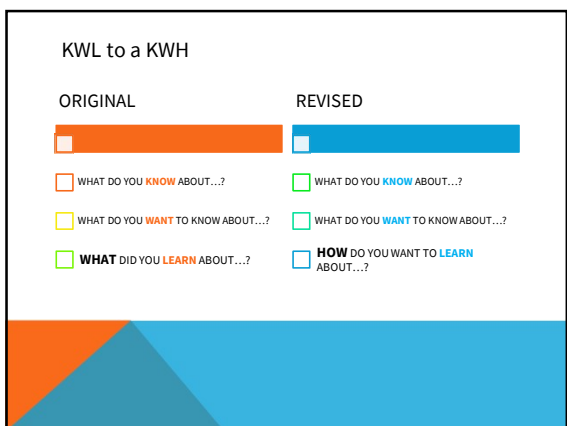 KWL to a KWH
ORIGINAL
WHAT DO YOU KNOW ABOUT...?
WHAT DO YOU WANT TO KNOW ABOUT...?
WHAT DID YOU LEARN ABOUT...?
REVISED
WHAT DO YOU KNOW ABOUT...?
WHAT DO YOU WANT TO KNOW ABOUT...?
HOW DO YOU WANT TO LEARN
ABOUT...?